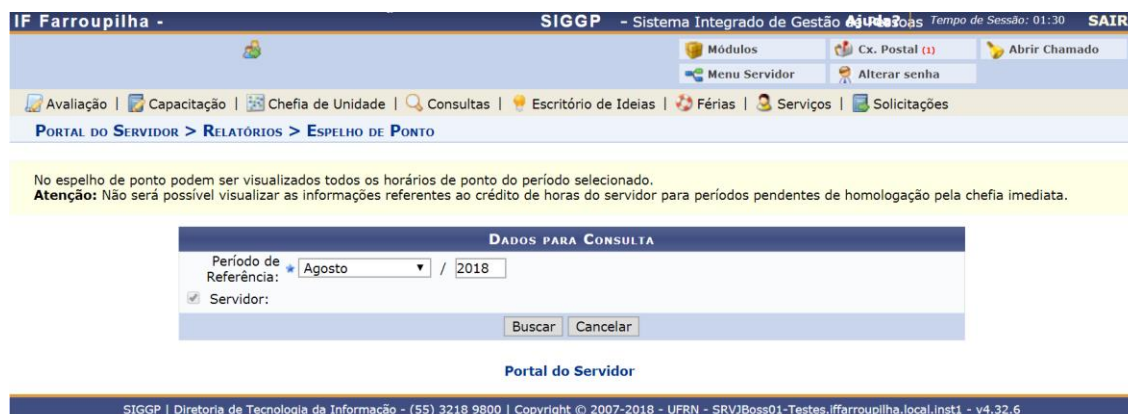 IF Farroupilha - SIGGP - Sistema Integrado de Gestão de Pessoas Ajuda? | Tempo de Sessão: 01:30 SAIR
Módulos Cx. Postal (1) Abrir Chamado
Menu Servidor Alterar senha
Avaliação | Capacitação | Chefia de Unidade | Consultas | Escritório de Ideias | Férias | Serviços | Solicitações
Portal do Servidor > Relatórios > Espelho de Ponto
No espelho de ponto podem ser visualizados todos os horários de ponto do período selecionado.
Atenção: Não será possível visualizar as informações referentes ao crédito de horas do servidor para períodos pendentes de homologação pela chefia imediata.
Dados para Consulta
Período de Referência: Agosto / 2018
Servidor:
Buscar Cancelar
Portal do Servidor
SIGGP | Diretoria de Tecnologia da Informação - (55) 3218 9800 | Copyright © 2007-2018 - UFRN - SRVJBoss01-Testes.iffarroupilha.local.inst1 - v4.32.6